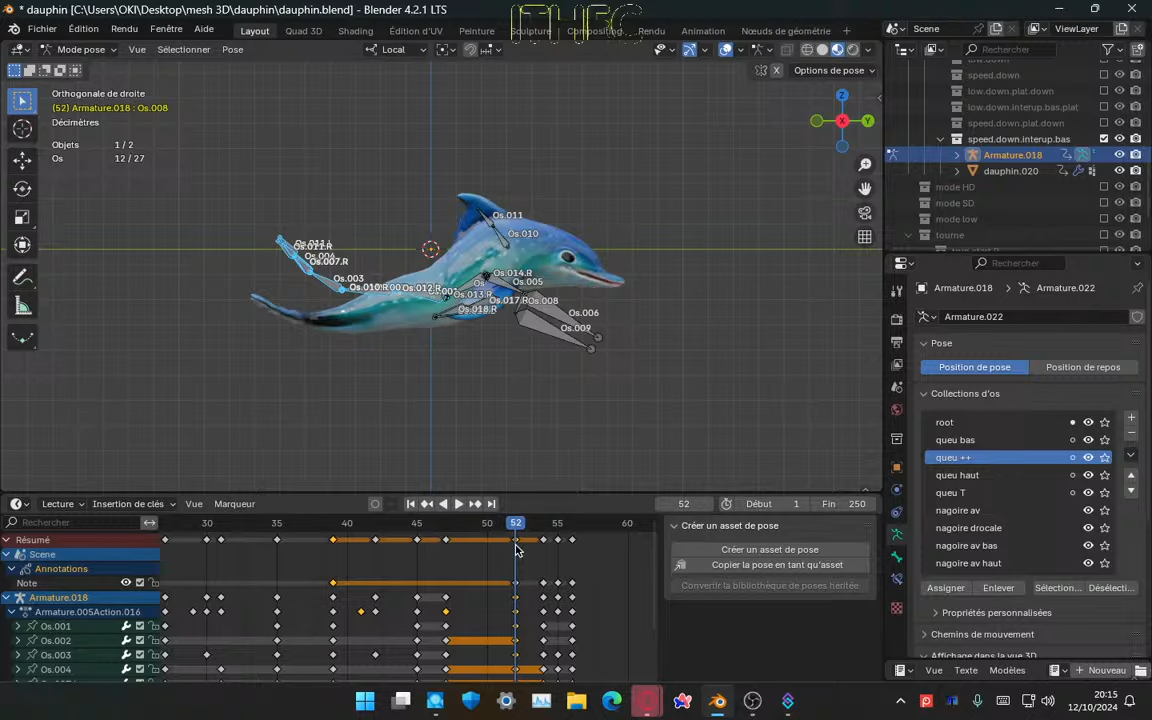 * dauphin [C:\Users\OKI\Desktop\mesh 3D\dauphin\dauphin.blend] - Blender 4.2.1 LTS
Fichier Édition Rendu Fenêtre Aide Layout Quad 3D Shading Édition d'UV Peinture Sculpture Compositing Rendu Animation Nœuds de géométrie
Scene ViewLayer
Mode pose Vue Sélectionner Pose Local
Rechercher
X Options de pose
Orthogonale de droite
(52) Armature.018 : Os.008
Décimètres
Objets 1 / 2
Os 12 / 27
Z
X
Y
speed.down
low.down.plat.down
low.down.interup.bas.plat
speed.down.plat.down
speed.down.interup.bas
Armature.018
dauphin.020
mode HD
mode SD
mode low
tourne
Os.011
Os.010
Os.007.R
Os.003
Os.012.R
Os.014.R
Os.005
Os
Os.013.R
Os.017.R
Os.008
Os.018.R
Os.006
Os.009
Rechercher
Armature.018 Armature.022
Armature.022
Pose
Position de pose Position de repos
Collections d'os
root
queu bas
queu ++
queu haut
queu T
nagoire av
nagoire drocale
nagoire av bas
nagoire av haut
Assigner Enlever Sélection... Désélecti...
Propriétés personnalisées
Chemins de mouvement
Affichage dans la vue 3D
Vue Texte Modèles Nouveau
Lecture Insertion de clés Vue Marqueur 52 Début 1 Fin 250
Rechercher 30 35 40 45 50 52 55 60
Résumé
Scene
Annotations
Note
Armature.018
Armature.005Action.016
Os.001
Os.002
Os.003
Os.004
Créer un asset de pose
Créer un asset de pose
Copier la pose en tant qu'asset
Convertir la bibliothèque de poses héritée
20:15
12/10/2024